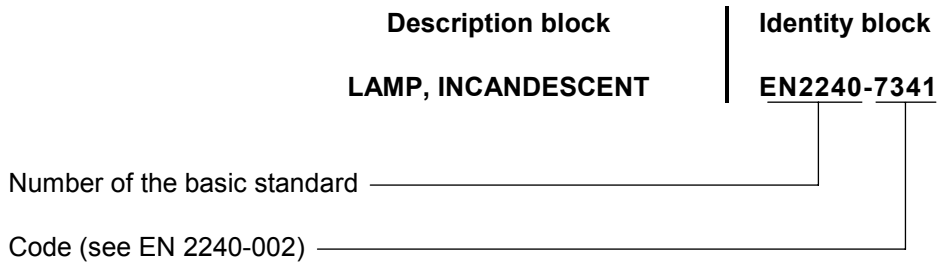 Description block Identity block
LAMP, INCANDESCENT EN2240-7341
Number of the basic standard
Code (see EN 2240-002)